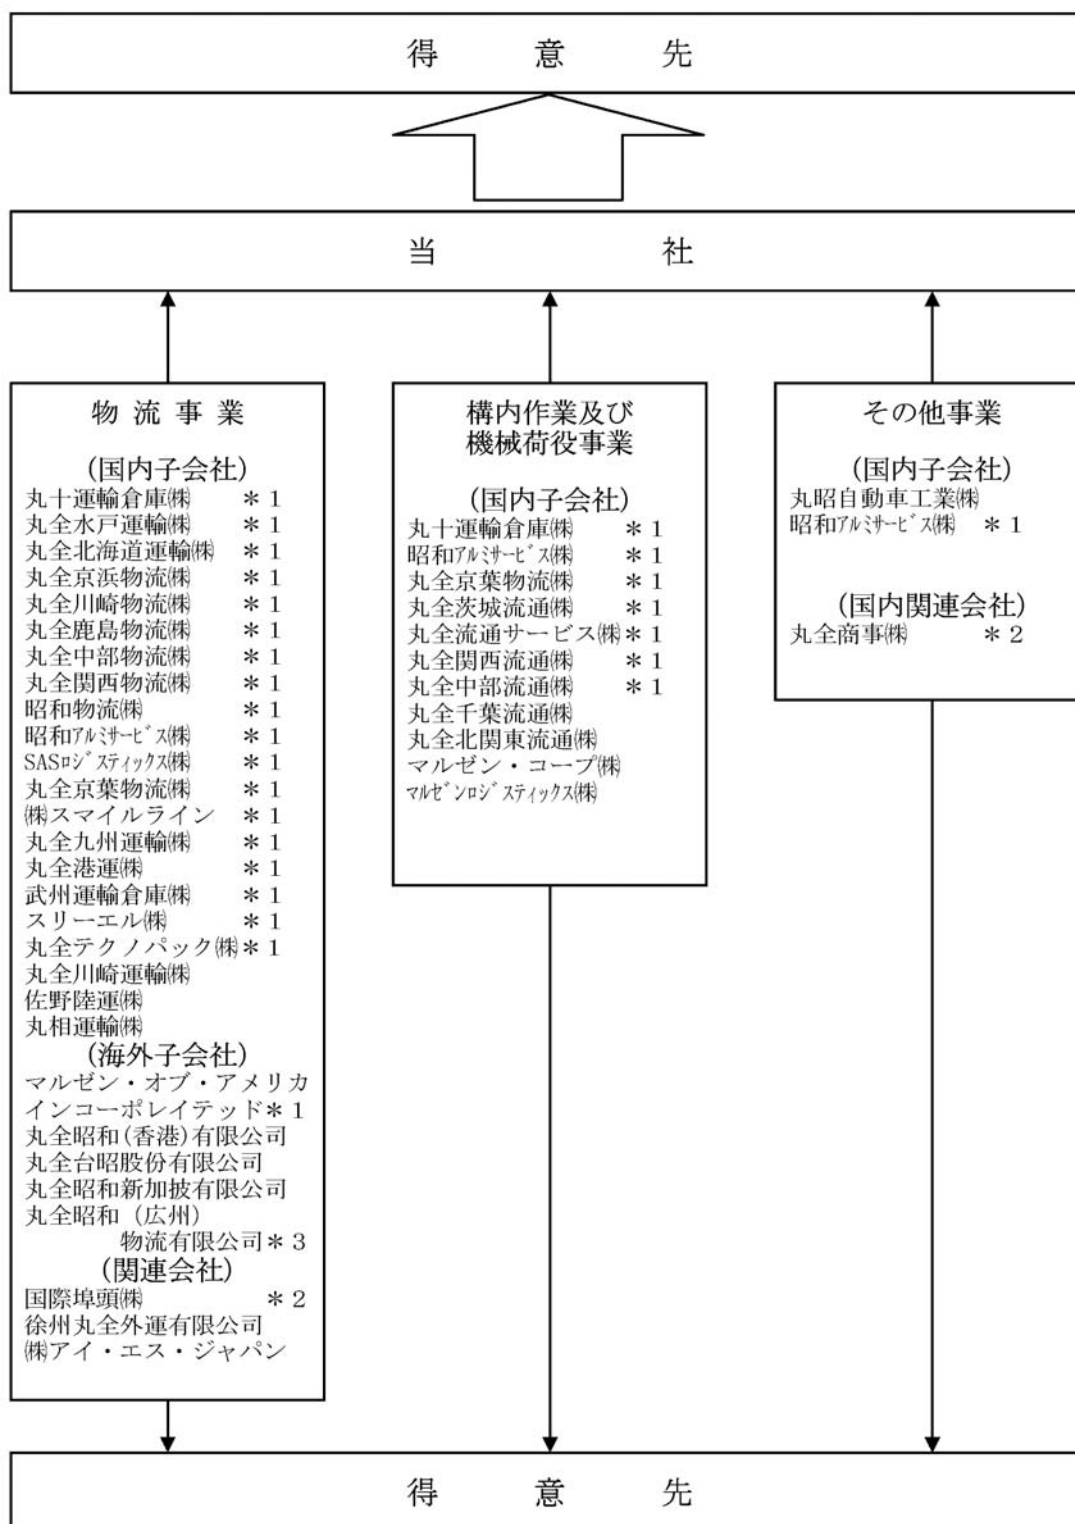 得意先
当社
物流事業
(国内子会社)
丸十運輸倉庫㈱ ＊１
丸全水戸運輸㈱ ＊１
丸全北海道運輸㈱ ＊１
丸全京浜物流㈱ ＊１
丸全川崎物流㈱ ＊１
丸全鹿島物流㈱ ＊１
丸全中部物流㈱ ＊１
丸全関西物流㈱ ＊１
昭和物流㈱ ＊１
昭和ｱﾙﾐｻｰﾋﾞｽ㈱ ＊１
SASﾛｼﾞｽﾃｨｯｸｽ㈱ ＊１
丸全京葉物流㈱ ＊１
㈱スマイルライン ＊１
丸全九州運輸㈱ ＊１
丸全港運㈱ ＊１
武州運輸倉庫㈱ ＊１
スリーエル㈱ ＊１
丸全テクノパック㈱＊１
丸全川崎運輸㈱
佐野陸運㈱
丸相運輸㈱
(海外子会社)
マルゼン・オブ・アメリカ
インコーポレイテッド＊１
丸全昭和(香港)有限公司
丸全台昭股份有限公司
丸全昭和新加披有限公司
丸全昭和（広州）
物流有限公司＊３
(関連会社)
国際埠頭㈱ ＊２
徐州丸全外運有限公司
㈱アイ・エス・ジャパン
構内作業及び
機械荷役事業
(国内子会社)
丸十運輸倉庫㈱ ＊１
昭和ｱﾙﾐｻｰﾋﾞｽ㈱ ＊１
丸全京葉物流㈱ ＊１
丸全茨城流通㈱ ＊１
丸全流通サービス㈱＊１
丸全関西流通㈱ ＊１
丸全中部流通㈱ ＊１
丸全千葉流通㈱
丸全北関東流通㈱
マルゼン・コープ㈱
ﾏﾙｾﾞﾝﾛｼﾞｽﾃｨｯｸｽ㈱
その他事業
(国内子会社)
丸昭自動車工業㈱
昭和ｱﾙﾐｻｰﾋﾞｽ㈱ ＊１
(国内関連会社)
丸全商事㈱ ＊２
得意先